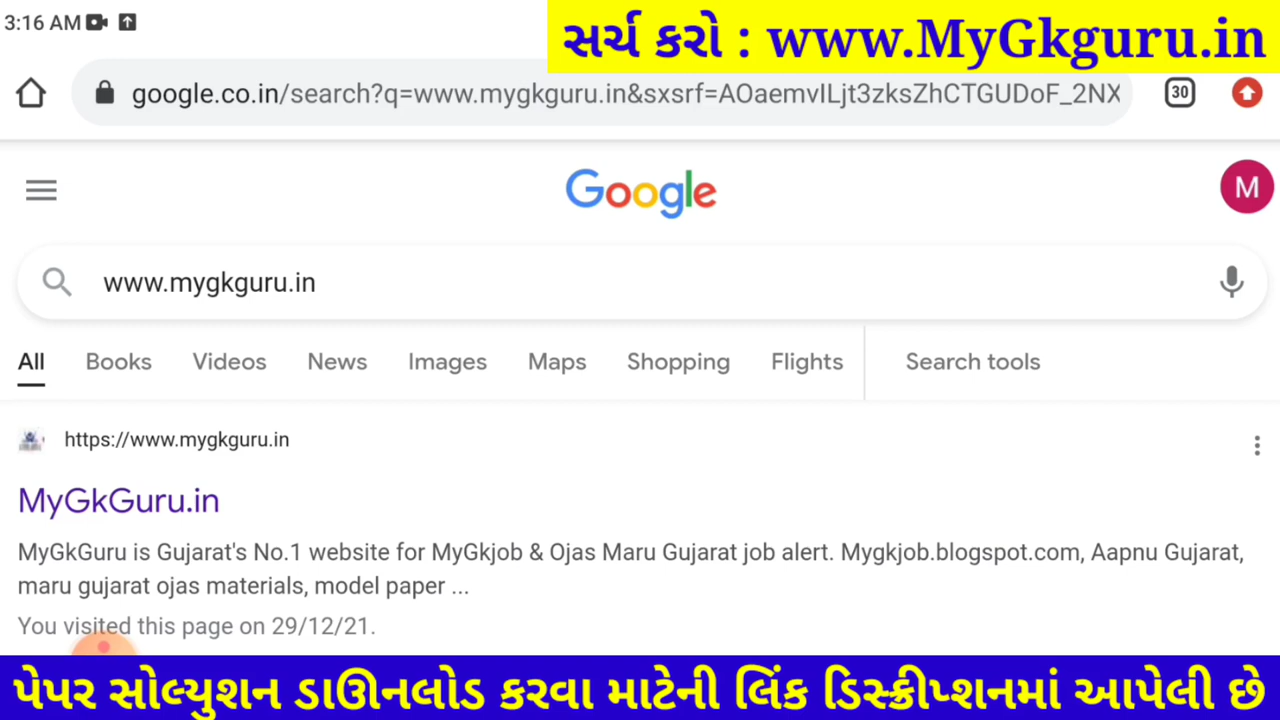 3:16 AM
સર્ચ કરો : www.MyGkguru.in
google.co.in/search?q=www.mygkguru.in&sxsrf=AOaemvILjt3zksZhCTGUDoF_2NX
30
Google
M
www.mygkguru.in
All Books Videos News Images Maps Shopping Flights Search tools
https://www.mygkguru.in
MyGkGuru.in
MyGkGuru is Gujarat's No.1 website for MyGkjob & Ojas Maru Gujarat job alert. Mygkjob.blogspot.com, Aapnu Gujarat,
maru gujarat ojas materials, model paper ...
You visited this page on 29/12/21.
પેપર સોલ્યુશન ડાઊનલોડ કરવા માટેની લિંક ડિસ્ક્રીપ્શનમાં આપેલી છે